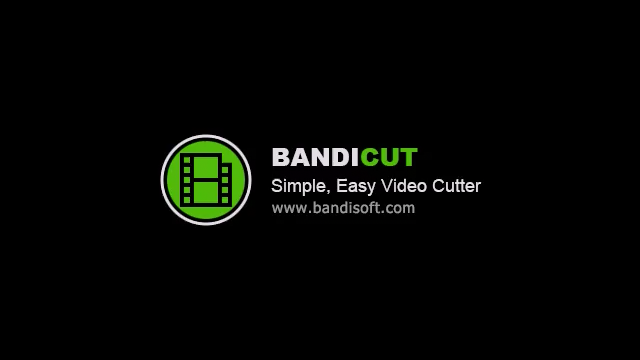 BANDICUT
Simple, Easy Video Cutter
www.bandisoft.com